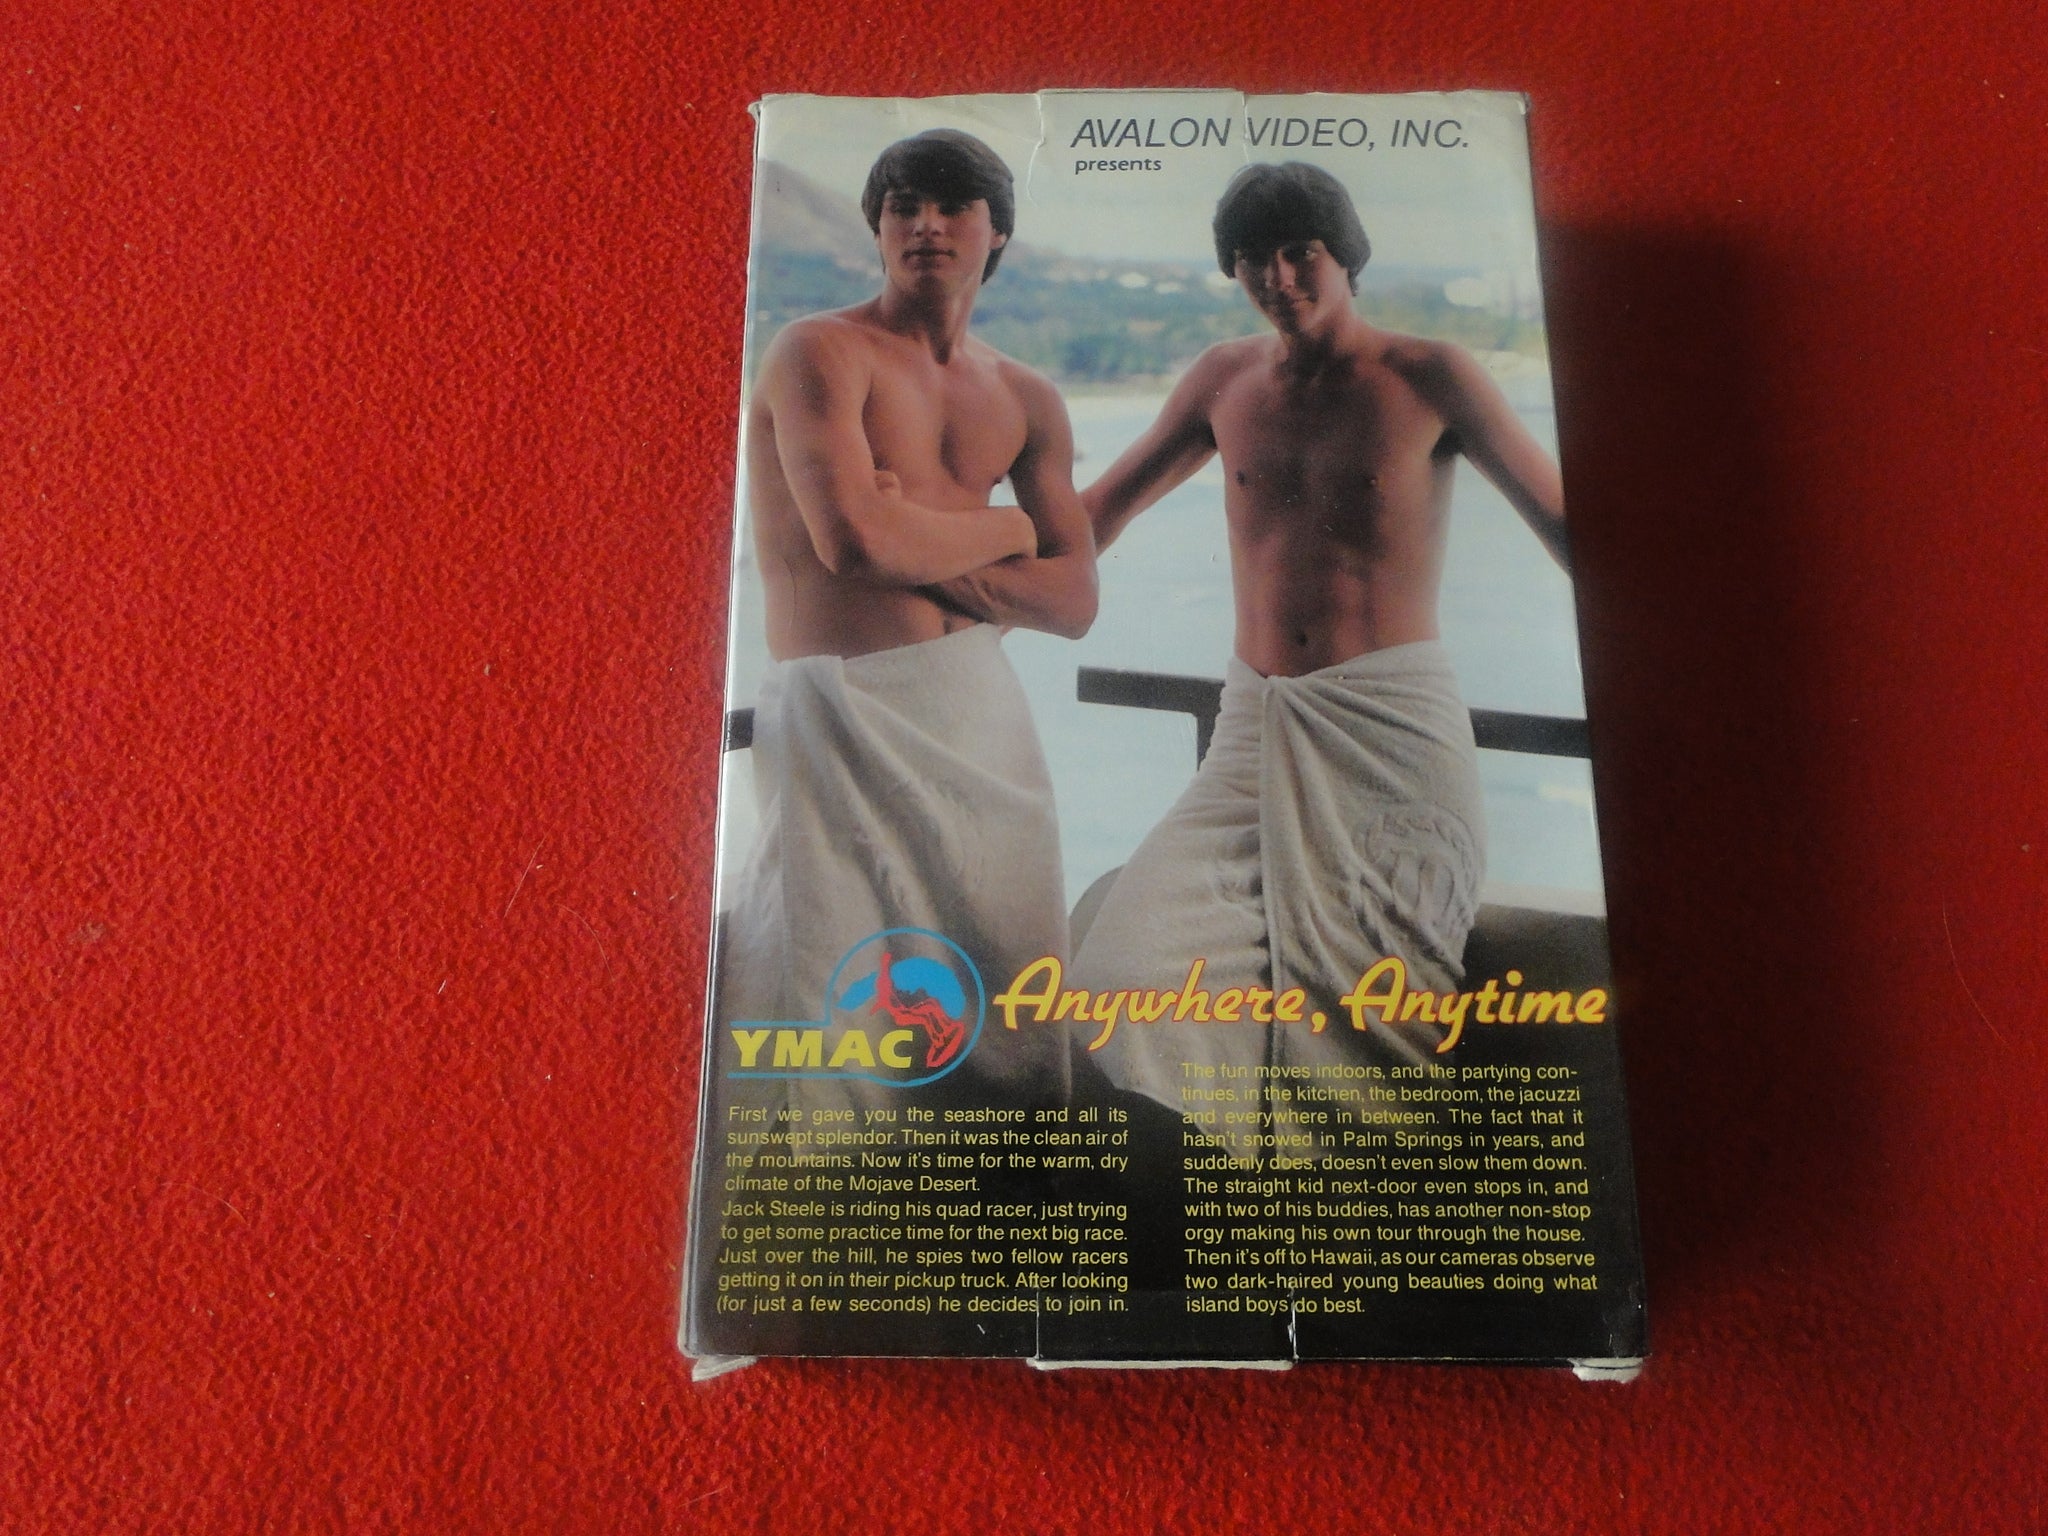 AVALON VIDEO, INC.
presents
YMAC
Anywhere, Anytime
First we gave you the seashore and all its
sunswept splendor. Then it was the clean air of
the mountains. Now it's time for the warm, dry
climate of the Mojave Desert.
Jack Steele is riding his quad racer, just trying
to get some practice time for the next big race.
Just over the hill, he spies two fellow racers
getting it on in their pickup truck. After looking
(for just a few seconds) he decides to join in.
The fun moves indoors, and the partying con-
tinues, in the kitchen, the bedroom, the jacuzzi
and everywhere in between. The fact that it
hasn't snowed in Palm Springs in years, and
suddenly does, doesn't even slow them down.
The straight kid next-door even stops in, and
with two of his buddies, has another non-stop
orgy making his own tour through the house.
Then it's off to Hawaii, as our cameras observe
two dark-haired young beauties doing what
island boys do best.